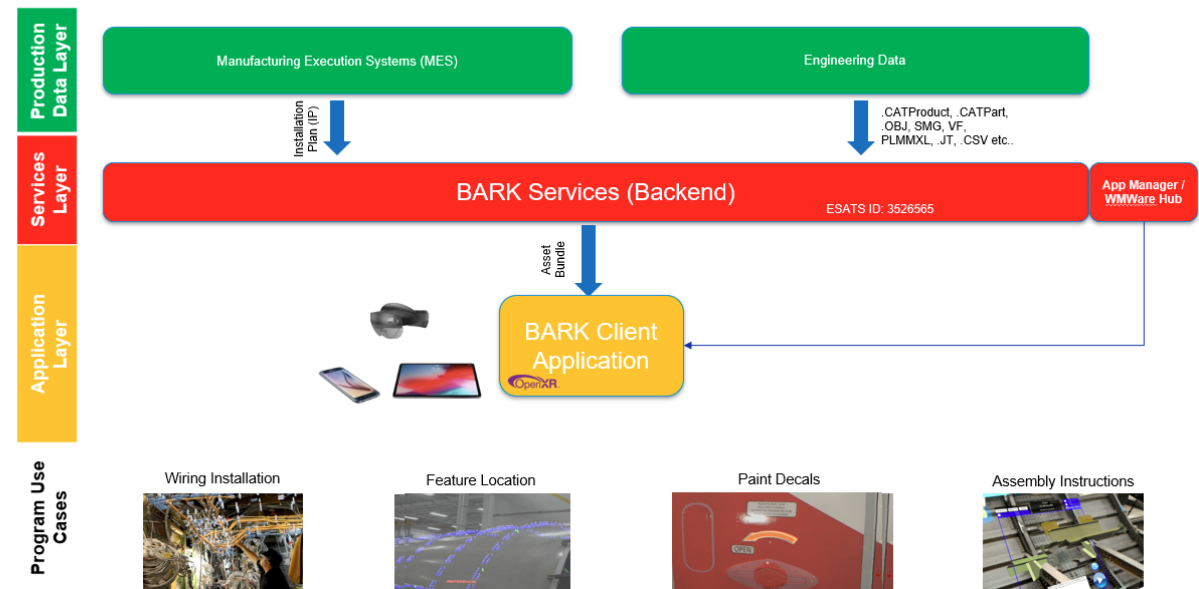 Production
Data Layer
Manufacturing Execution Systems (MES)
Engineering Data
Installation
Plan (IP)
.CATProduct, .CATPart,
.OBJ, SMG, VF,
PLMMXL, .JT, .CSV etc..
Services
Layer
BARK Services (Backend)
ESATS ID: 3526565
App Manager /
WMWare Hub
Asset
Bundle
Application
Layer
BARK Client
Application
OpenXR.
Program Use
Cases
Wiring Installation
Feature Location
Paint Decals
Assembly Instructions
OPEN